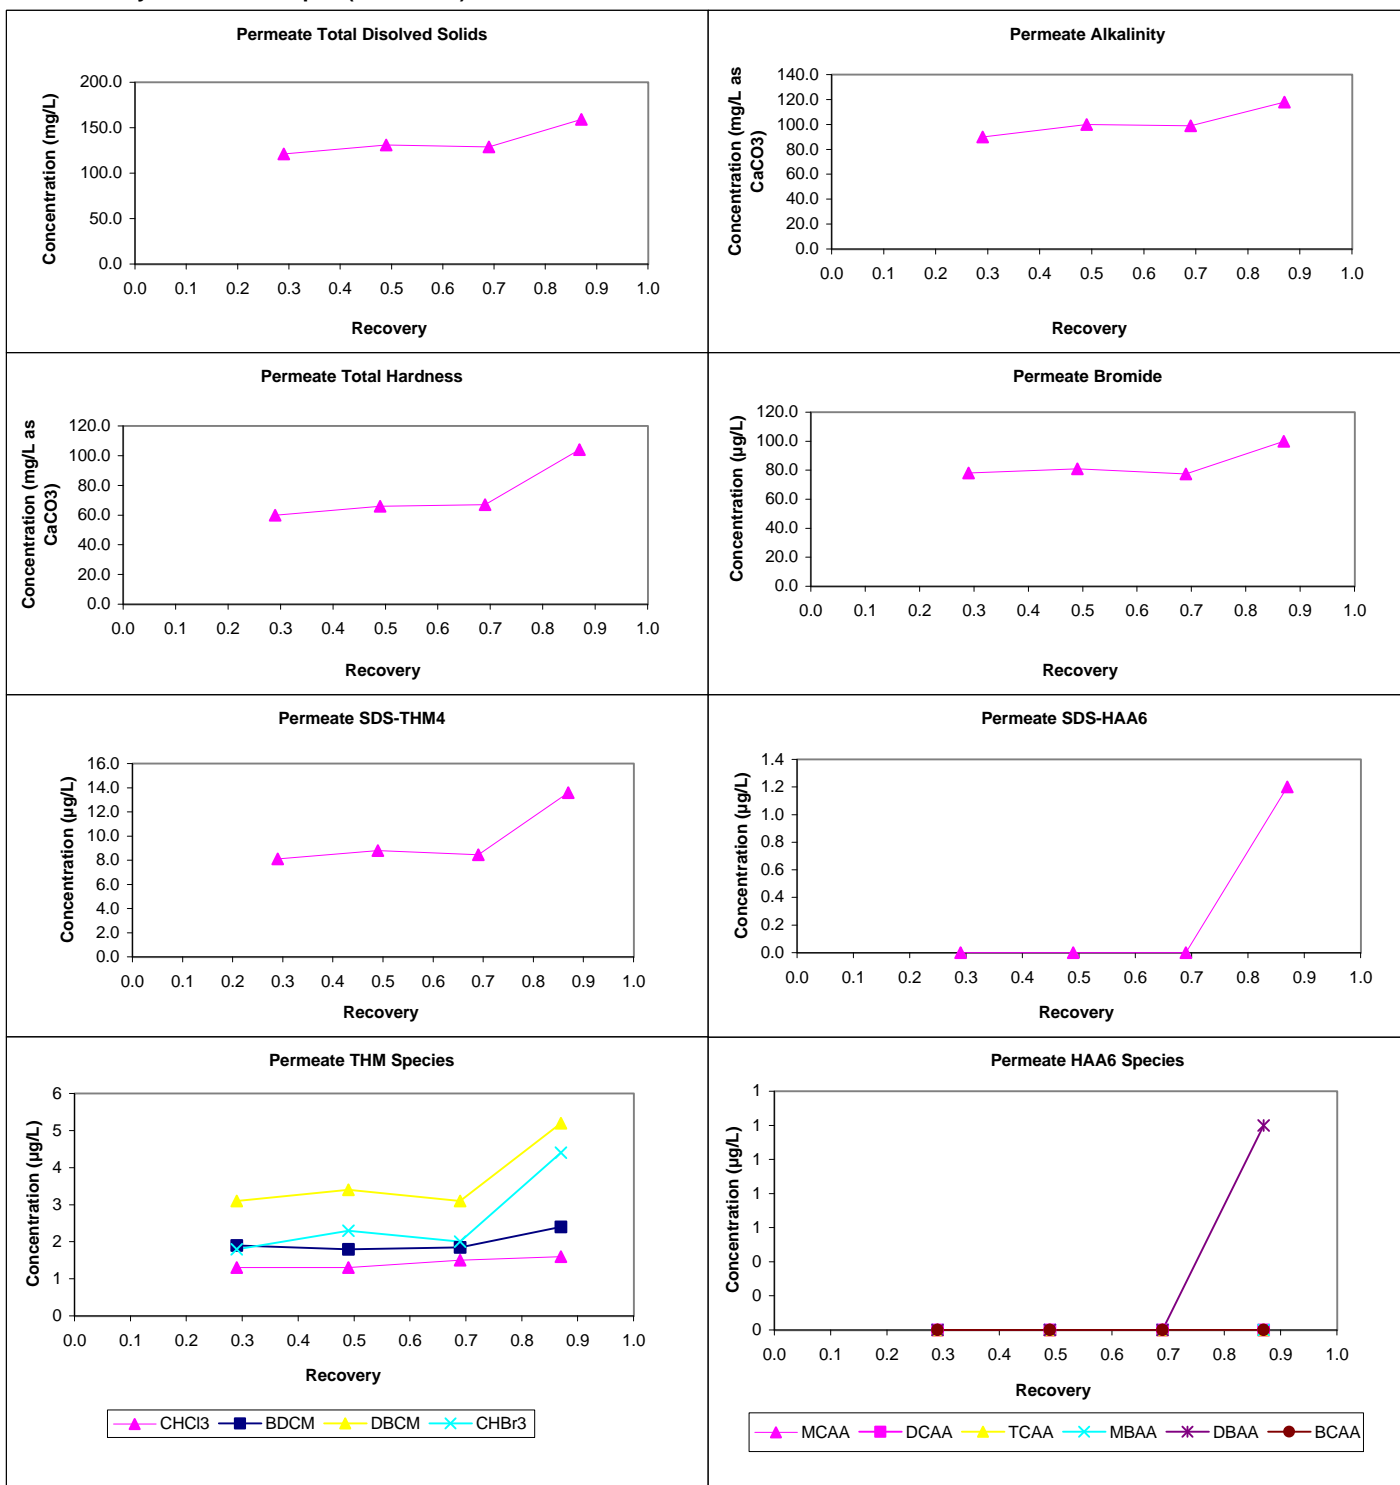 Permeate Total Disolved Solids
Concentration (mg/L)
200.0
150.0
100.0
50.0
0.0
0.0 0.1 0.2 0.3 0.4 0.5 0.6 0.7 0.8 0.9 1.0
Recovery
Permeate Alkalinity
Concentration (mg/L as
CaCO3)
140.0
120.0
100.0
80.0
60.0
40.0
20.0
0.0
0.0 0.1 0.2 0.3 0.4 0.5 0.6 0.7 0.8 0.9 1.0
Recovery
Permeate Total Hardness
Concentration (mg/L as
CaCO3)
120.0
100.0
80.0
60.0
40.0
20.0
0.0
0.0 0.1 0.2 0.3 0.4 0.5 0.6 0.7 0.8 0.9 1.0
Recovery
Permeate Bromide
Concentration (µg/L)
120.0
100.0
80.0
60.0
40.0
20.0
0.0
0.0 0.1 0.2 0.3 0.4 0.5 0.6 0.7 0.8 0.9 1.0
Recovery
Permeate SDS-THM4
Concentration (µg/L)
16.0
14.0
12.0
10.0
8.0
6.0
4.0
2.0
0.0
0.0 0.1 0.2 0.3 0.4 0.5 0.6 0.7 0.8 0.9 1.0
Recovery
Permeate SDS-HAA6
Concentration (µg/L)
1.4
1.2
1.0
0.8
0.6
0.4
0.2
0.0
0.0 0.1 0.2 0.3 0.4 0.5 0.6 0.7 0.8 0.9 1.0
Recovery
Permeate THM Species
Concentration (µg/L)
6
5
4
3
2
1
0
0.0 0.1 0.2 0.3 0.4 0.5 0.6 0.7 0.8 0.9 1.0
Recovery
CHCl3 BDCM DBCM CHBr3
Permeate HAA6 Species
Concentration (µg/L)
1
1
1
1
1
0
0
0
0.0 0.1 0.2 0.3 0.4 0.5 0.6 0.7 0.8 0.9 1.0
Recovery
MCAA DCAA TCAA MBAA DBAA BCAA